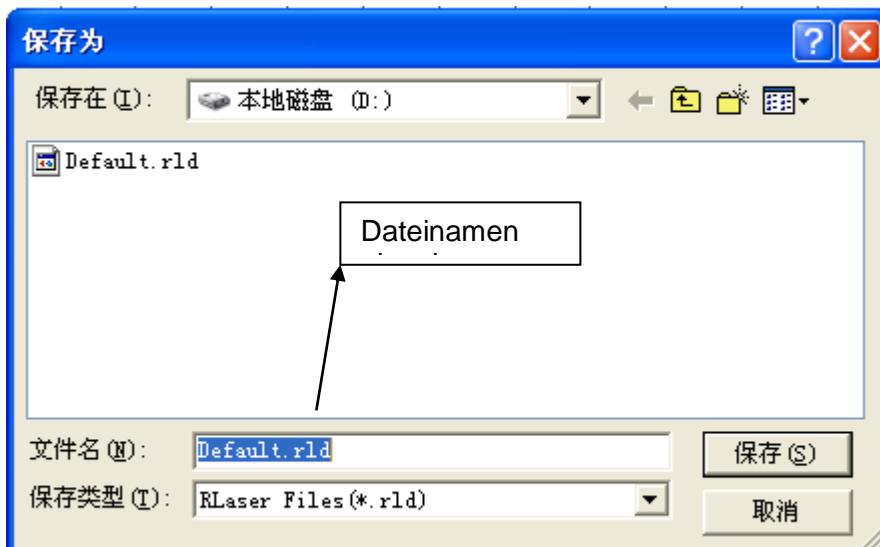 保存为
保存在(I): 本地磁盘 (D:)
Default.rld
Dateinamen
文件名(N): Default.rld 保存(S)
保存类型(T): RLaser Files(*.rld) 取消